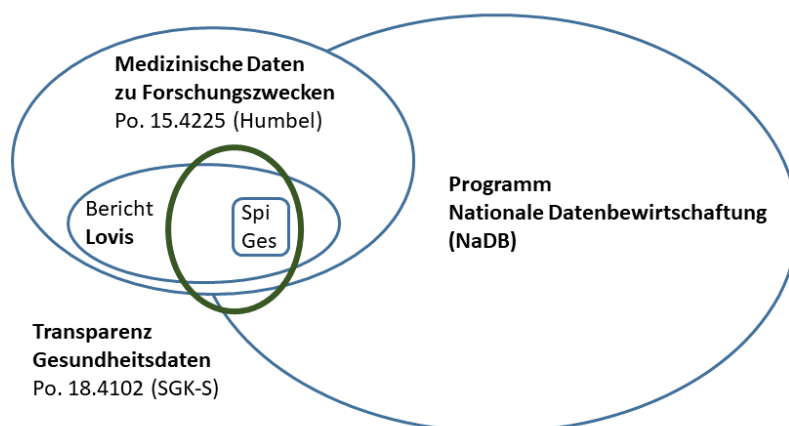 Medizinische Daten
zu Forschungszwecken
Po. 15.4225 (Humbel)
Bericht
Lovis
Spi
Ges
Programm
Nationale Datenbewirtschaftung
(NaDB)
Transparenz
Gesundheitsdaten
Po. 18.4102 (SGK-S)